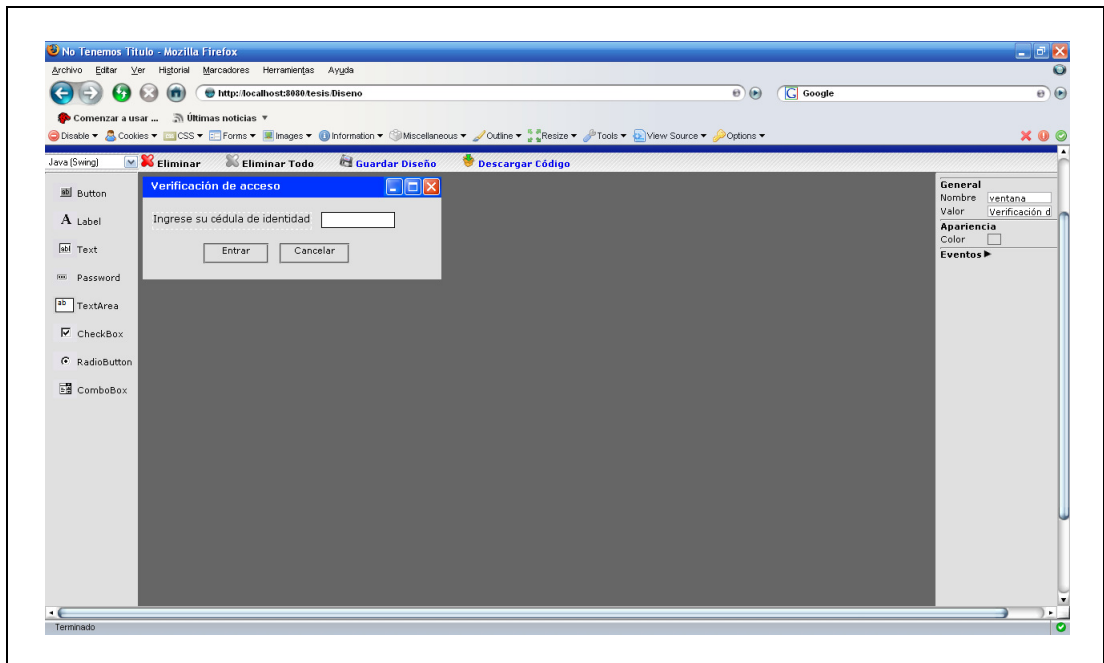 No Tenemos Titulo - Mozilla Firefox
Archivo Editar Ver Historial Marcadores Herramientas Ayuda
http://localhost:8080/tesis/Diseno
Google
Comenzar a usar ... Últimas noticias
Disable Cookies CSS Forms Images Information Miscellaneous Outline Resize Tools View Source Options
Java (Swing) Eliminar Eliminar Todo Guardar Diseño Descargar Código
Button
Label
Text
Password
TextArea
CheckBox
RadioButton
ComboBox
Verificación de acceso
Ingrese su cédula de identidad
Entrar Cancelar
General
Nombre ventana
Valor Verificación d
Apariencia
Color
Eventos
Terminado